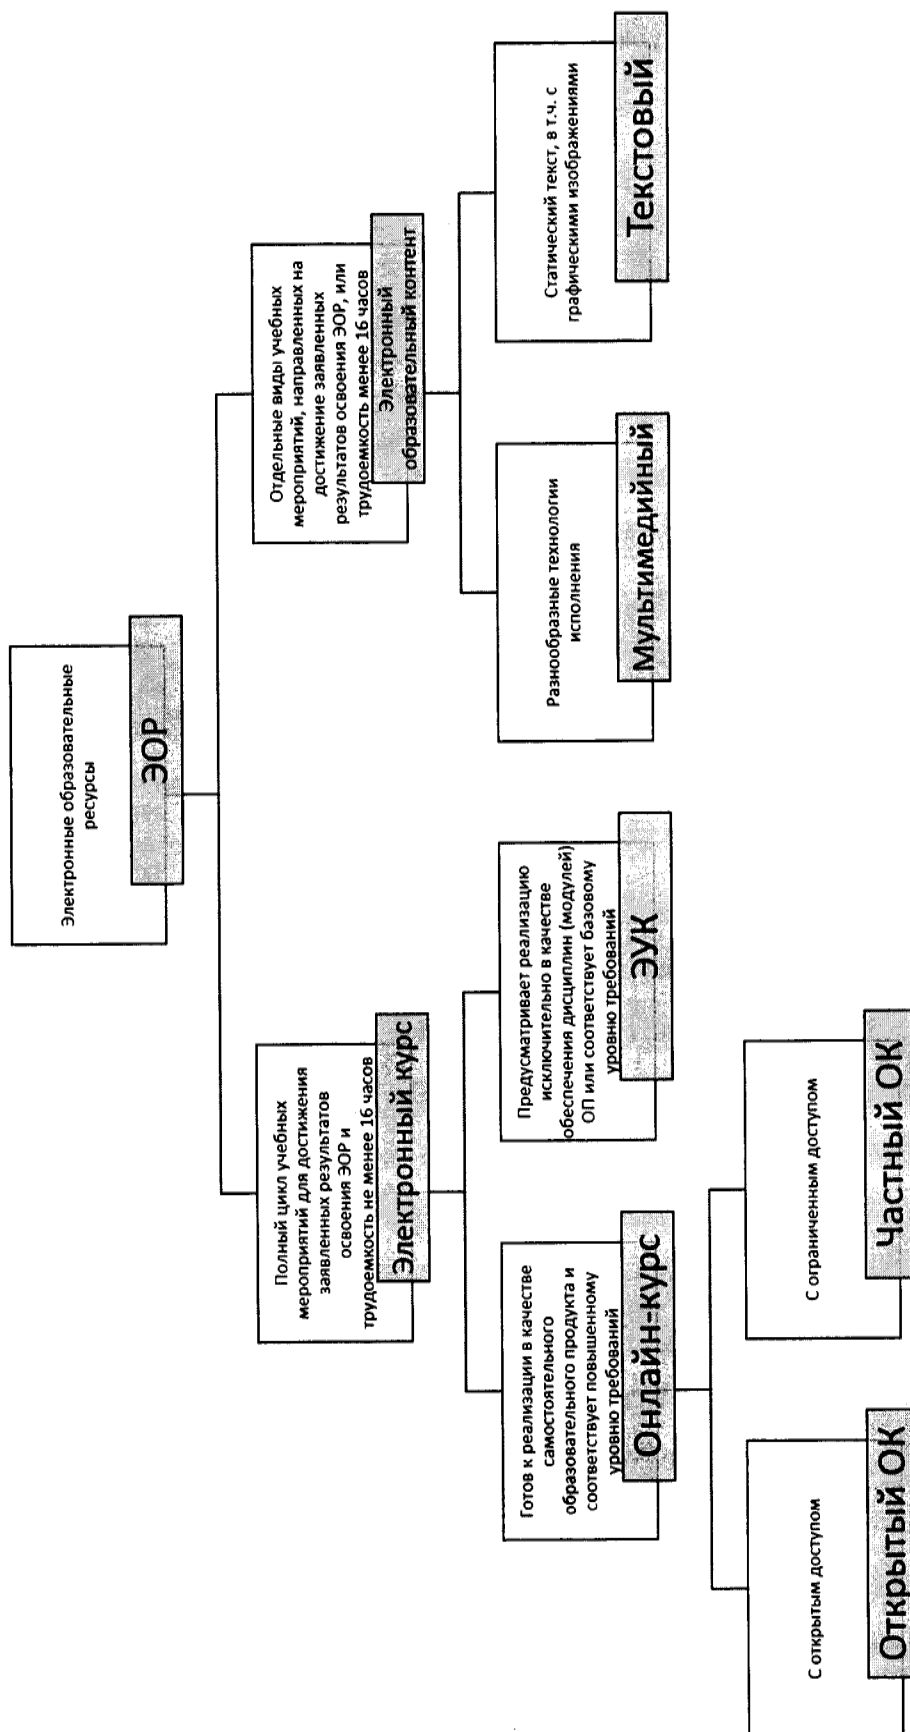 Электронные образовательные
ресурсы
ЭОР
Полный цикл учебных
мероприятий для достижения
заявленных результатов
освоения ЭОР и
трудоемкость не менее 16 часов
Электронный курс
Отдельные виды учебных
мероприятий, направленных на
достижение заявленных
результатов освоения ЭОР, или
трудоемкость менее 16 часов
Электронный
образовательный контент
Готов к реализации в качестве
самостоятельного
образовательного продукта и
соответствует повышенному
уровню требований
Онлайн-курс
Предусматривает реализацию
исключительно в качестве
обеспечения дисциплин (модулей)
ОП или соответствует базовому
уровню требований
ЭУК
Разнообразные технологии
исполнения
Мультимедийный
Статический текст, в т.ч. с
графическими изображениями
Текстовый
С открытым доступом
Открытый ОК
С ограниченным доступом
Частный ОК